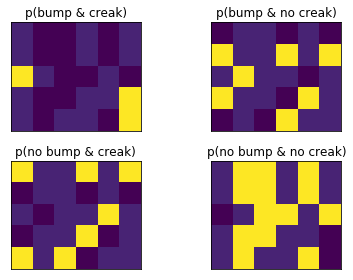 p(bump & creak)
p(bump & no creak)
p(no bump & creak)
p(no bump & no creak)